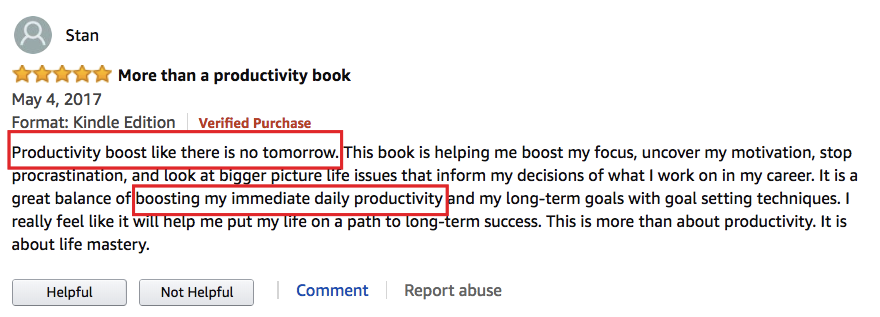 Stan
More than a productivity book
May 4, 2017
Format: Kindle Edition Verified Purchase
Productivity boost like there is no tomorrow. This book is helping me boost my focus, uncover my motivation, stop
procrastination, and look at bigger picture life issues that inform my decisions of what I work on in my career. It is a
great balance of boosting my immediate daily productivity and my long-term goals with goal setting techniques. I
really feel like it will help me put my life on a path to long-term success. This is more than about productivity. It is
about life mastery.
Helpful Not Helpful Comment Report abuse